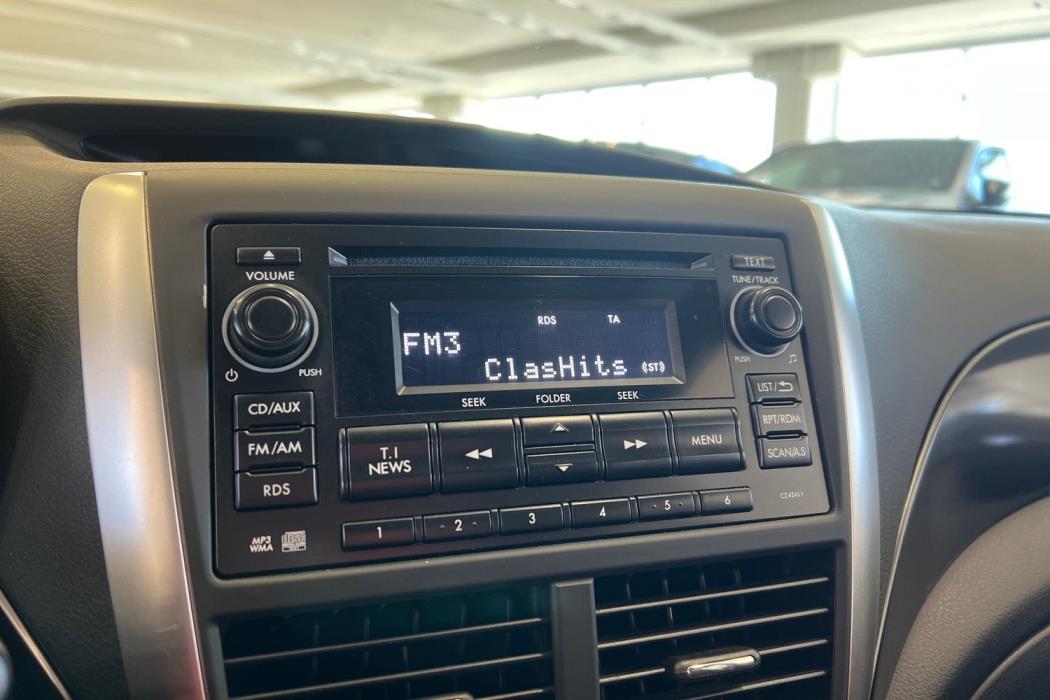 VOLUME
PUSH
TEXT
TUNE/TRACK
PUSH
RDS TA
FM3
ClasHits (ST)
SEEK FOLDER SEEK
CD/AUX
FM/AM
RDS
T.I
NEWS
MENU
LIST/
RPT/RDM
SCAN/A.S
1 2 3 4 5 6
MP3
WMA
CZ424L1